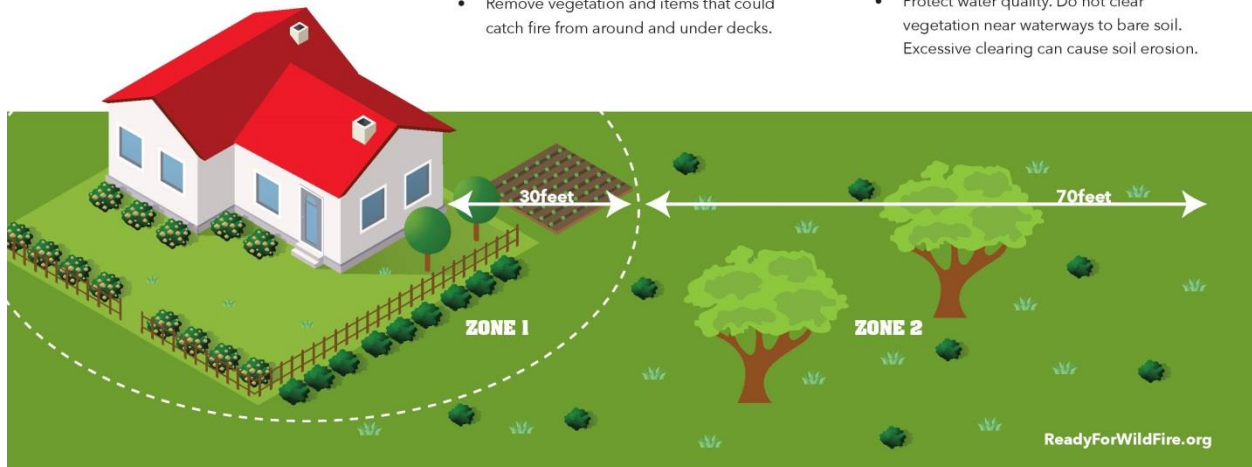 • Remove vegetation and items that could
catch fire from around and under decks.
• Protect water quality. Do not clear
vegetation near waterways to bare soil.
Excessive clearing can cause soil erosion.
30feet
70feet
ZONE 1
ZONE 2
ReadyForWildFire.org